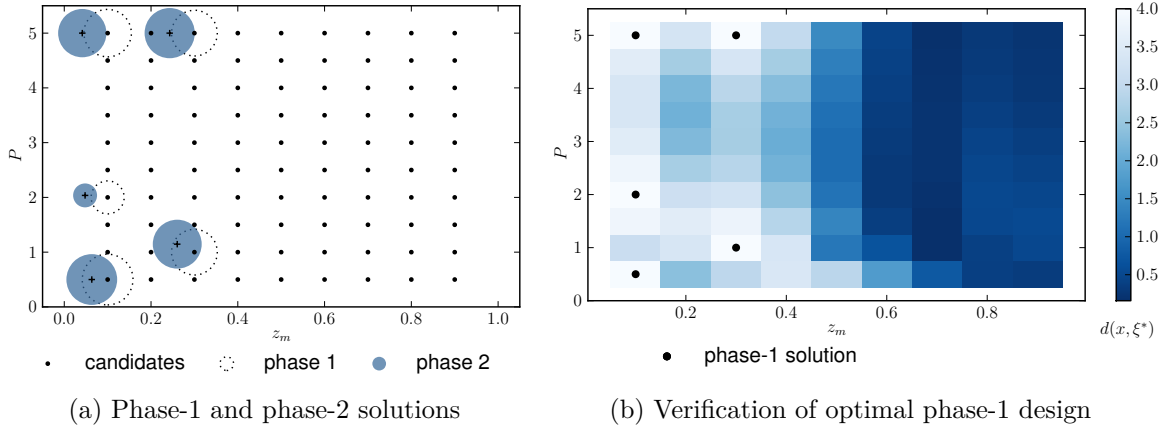 5
4
3
2
1
0
P
0.0 0.2 0.4 0.6 0.8 1.0
z_m
candidates phase 1 phase 2
(a) Phase-1 and phase-2 solutions
5
4
3
2
1
0
P
0.2 0.4 0.6 0.8
z_m
phase-1 solution
4.0
3.5
3.0
2.5
2.0
1.5
1.0
0.5
d(x, ξ*)
(b) Verification of optimal phase-1 design